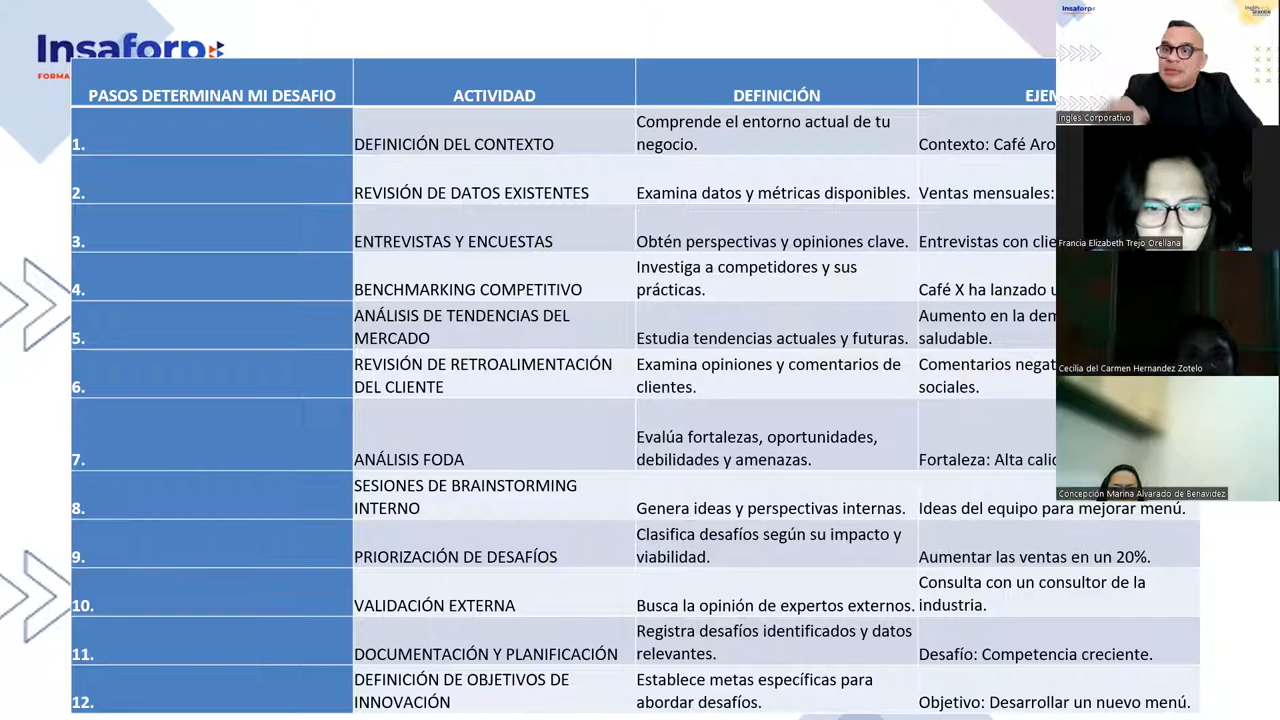 Insaforp
FORMA
PASOS DETERMINAN MI DESAFIO
ACTIVIDAD
DEFINICIÓN
EJEM
1.
DEFINICIÓN DEL CONTEXTO
Comprende el entorno actual de tu
negocio.
Contexto: Café Aro
2.
REVISIÓN DE DATOS EXISTENTES
Examina datos y métricas disponibles.
Ventas mensuales:
3.
ENTREVISTAS Y ENCUESTAS
Obtén perspectivas y opiniones clave.
Entrevistas con clie
4.
BENCHMARKING COMPETITIVO
Investiga a competidores y sus
prácticas.
Café X ha lanzado u
5.
ANÁLISIS DE TENDENCIAS DEL
MERCADO
Estudia tendencias actuales y futuras.
Aumento en la dem
saludable.
6.
REVISIÓN DE RETROALIMENTACIÓN
DEL CLIENTE
Examina opiniones y comentarios de
clientes.
Comentarios negat
sociales.
7.
ANÁLISIS FODA
Evalúa fortalezas, oportunidades,
debilidades y amenazas.
Fortaleza: Alta calid
8.
SESIONES DE BRAINSTORMING
INTERNO
Genera ideas y perspectivas internas.
Ideas del equipo para mejorar menú.
9.
PRIORIZACIÓN DE DESAFÍOS
Clasifica desafíos según su impacto y
viabilidad.
Aumentar las ventas en un 20%.
10.
VALIDACIÓN EXTERNA
Busca la opinión de expertos externos.
Consulta con un consultor de la
industria.
11.
DOCUMENTACIÓN Y PLANIFICACIÓN
Registra desafíos identificados y datos
relevantes.
Desafío: Competencia creciente.
12.
DEFINICIÓN DE OBJETIVOS DE
INNOVACIÓN
Establece metas específicas para
abordar desafíos.
Objetivo: Desarrollar un nuevo menú.
Insaforp
Ingles Corporativo
Francia Elizabeth Trejo Orellana
Cecilia del Carmen Hernandez Zotelo
Concepción Marina Alvarado de Benavidez